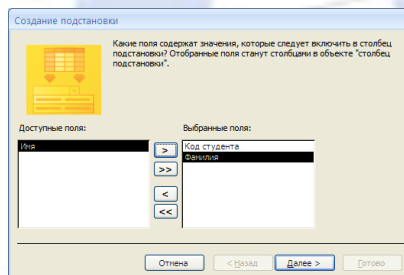 Создание подстановки
Какие поля содержат значения, которые следует включить в столбец
подстановки? Отобранные поля станут столбцами в объекте "столбец
подстановки".
Доступные поля:
Выбранные поля:
Имя
>
>>
<
<<
Код студента
Фамилия
Отмена
< Назад
Далее >
Готово